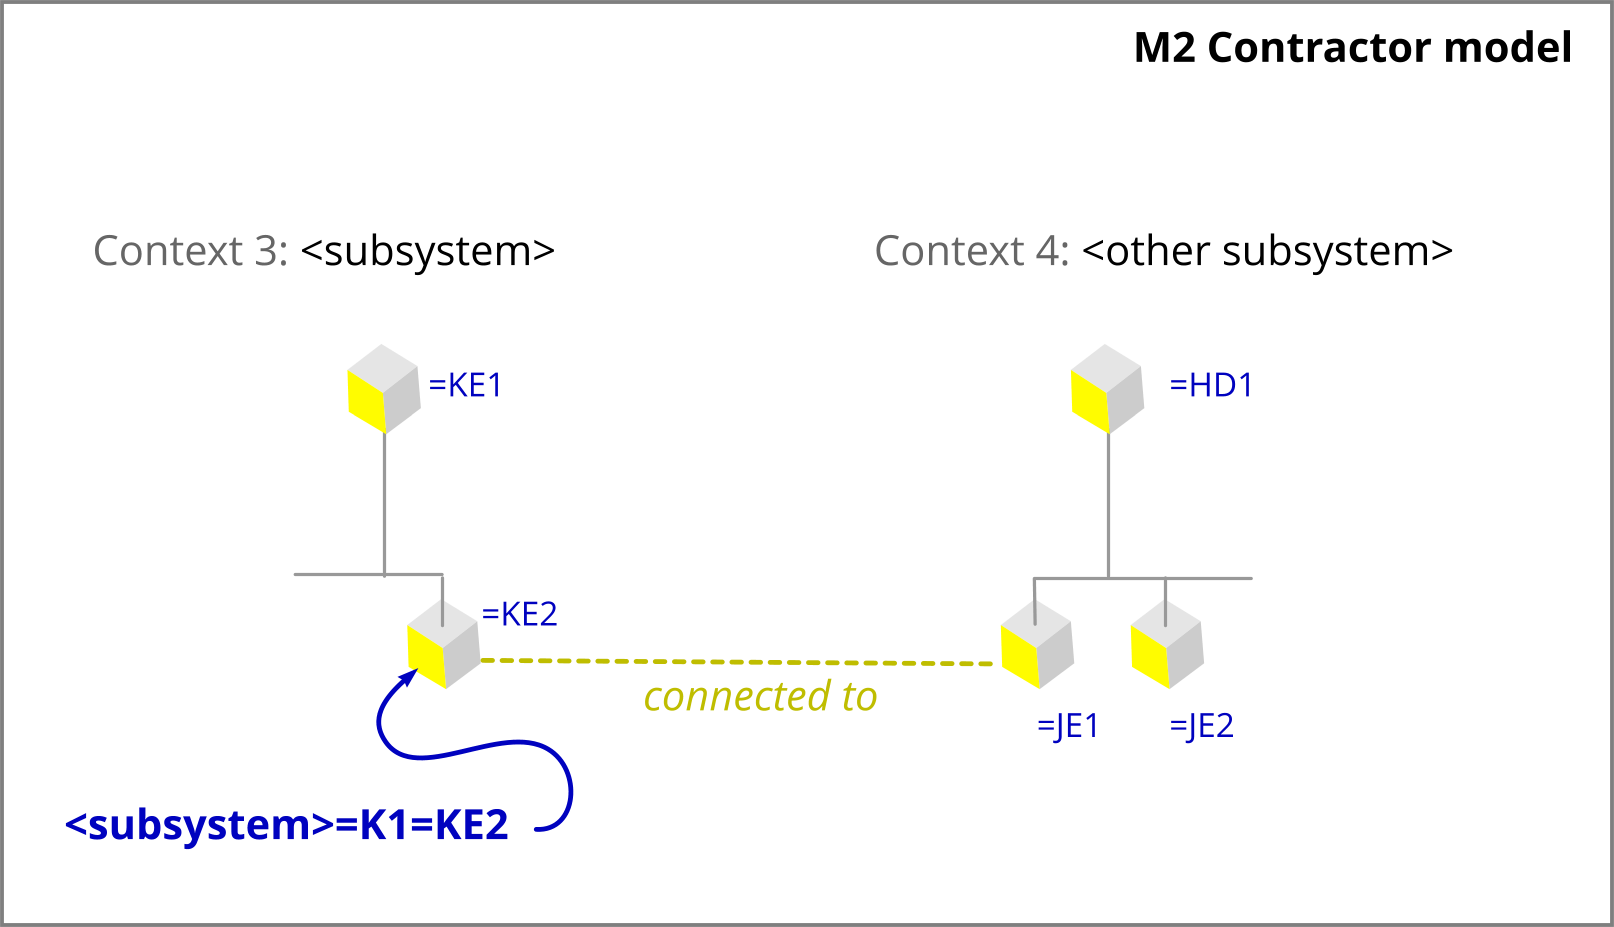 M2 Contractor model
Context 3: <subsystem>
Context 4: <other subsystem>
=KE1
=HD1
=KE2
connected to
=JE1
=JE2
<subsystem>=K1=KE2